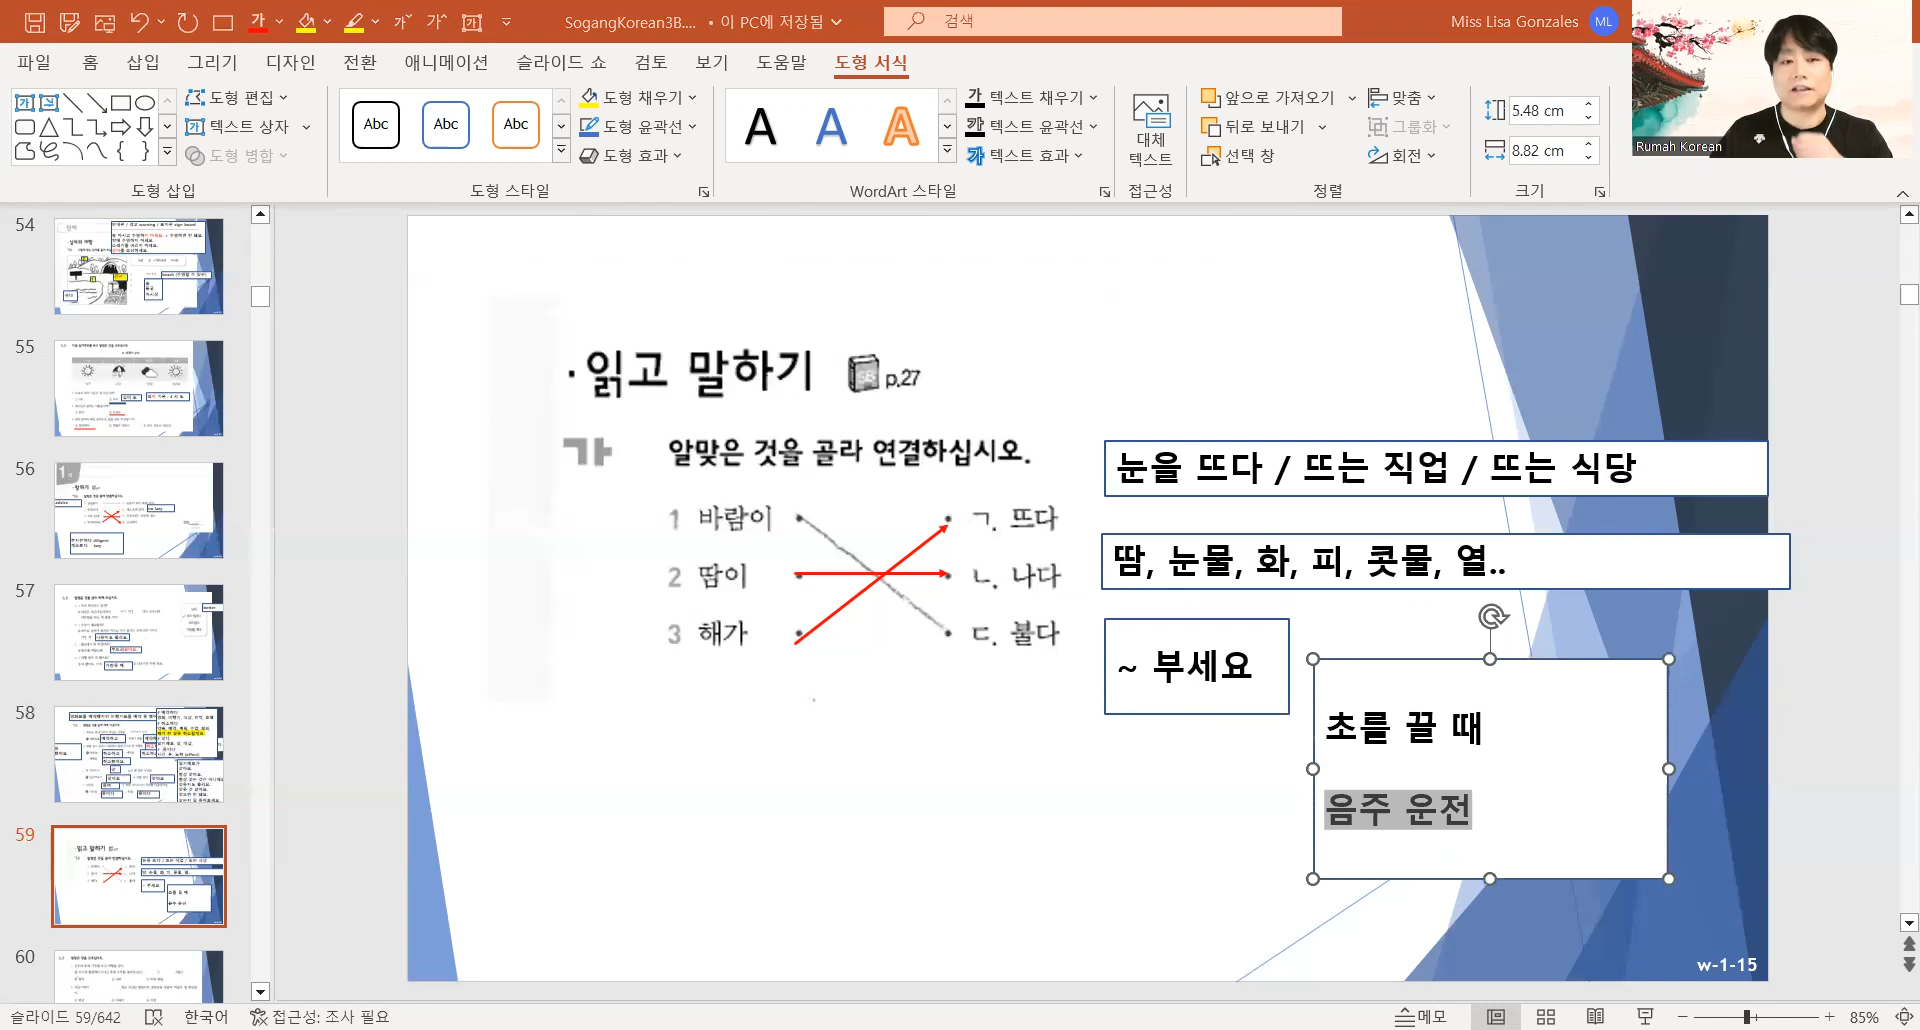 SogangKorean3B.... • 이 PC에 저장됨
검색
Miss Lisa Gonzales ML
파일 홈 삽입 그리기 디자인 전환 애니메이션 슬라이드 쇼 검토 보기 도움말 도형 서식
도형 편집
텍스트 상자
도형 병합
도형 삽입
Abc Abc Abc
도형 채우기
도형 윤곽선
도형 효과
도형 스타일
A A A
텍스트 채우기
텍스트 윤곽선
텍스트 효과
WordArt 스타일
대체
텍스트
접근성
앞으로 가져오기
뒤로 보내기
선택 창
맞춤
그룹화
회전
정렬
5.48 cm
8.82 cm
크기
Rumah Korean
54
55
56
57
58
59
60
·읽고 말하기 SB p.27
가 알맞은 것을 골라 연결하십시오.
1 바람이 • • ㄱ. 뜨다
2 땀이 • • ㄴ. 나다
3 해가 • • ㄷ. 불다
눈을 뜨다 / 뜨는 직업 / 뜨는 식당
땀, 눈물, 화, 피, 콧물, 열..
~ 부세요
초를 끌 때
음주 운전
w-1-15
슬라이드 59/642 한국어 접근성: 조사 필요 메모 85%